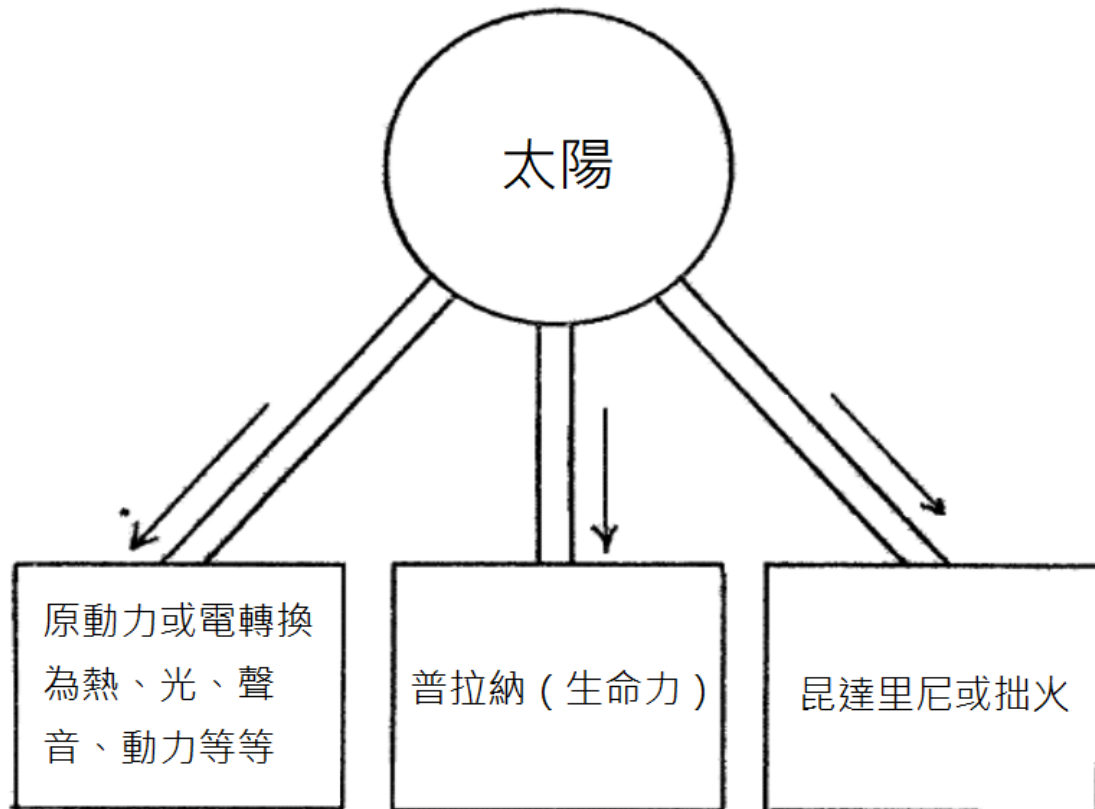 太陽
原動力或電轉換
為熱、光、聲
音、動力等等
普拉納（生命力）
昆達里尼或拙火